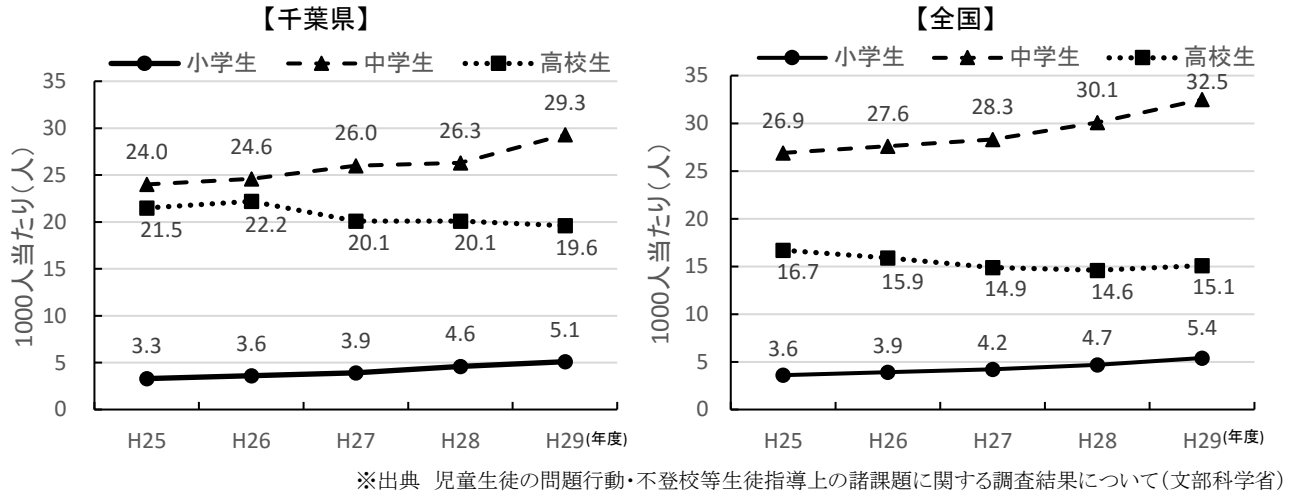 【千葉県】
小学生 中学生 高校生
1000人当たり(人)
35
30
25
20
15
10
5
0
24.0 24.6 26.0 26.3 29.3
21.5 22.2 20.1 20.1 19.6
3.3 3.6 3.9 4.6 5.1
H25 H26 H27 H28 H29(年度)
【全国】
小学生 中学生 高校生
1000人当たり(人)
35
30
25
20
15
10
5
0
26.9 27.6 28.3 30.1 32.5
16.7 15.9 14.9 14.6 15.1
3.6 3.9 4.2 4.7 5.4
H25 H26 H27 H28 H29(年度)
※出典 児童生徒の問題行動・不登校等生徒指導上の諸課題に関する調査結果について(文部科学省)